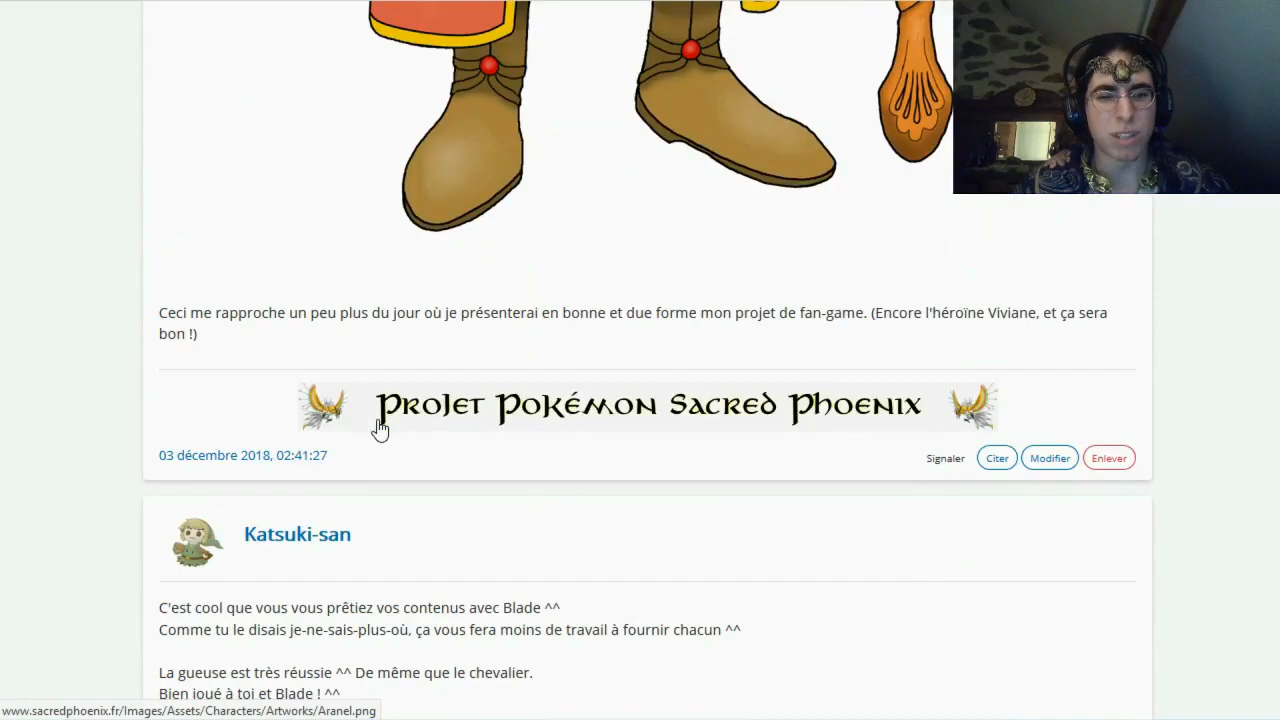 Ceci me rapproche un peu plus du jour où je présenterai en bonne et due forme mon projet de fan-game. (Encore l'héroïne Viviane, et ça sera
bon !)
Projet Pokémon Sacred Phoenix
03 décembre 2018, 02:41:27
Signaler Citer Modifier Enlever
Katsuki-san
C'est cool que vous vous prêtiez vos contenus avec Blade ^^
Comme tu le disais je-ne-sais-plus-où, ça vous fera moins de travail à fournir chacun ^^
La gueuse est très réussie ^^ De même que le chevalier.
Bien joué à toi et Blade ! ^^
www.sacredphoenix.fr/Images/Assets/Characters/Artworks/Aranel.png